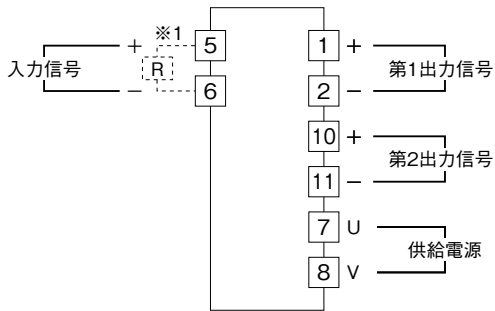 ※1
入力信号
+
R
−
5
6
1 +
2 −
第1出力信号
10 +
11 −
第2出力信号
7 U
8 V
供給電源